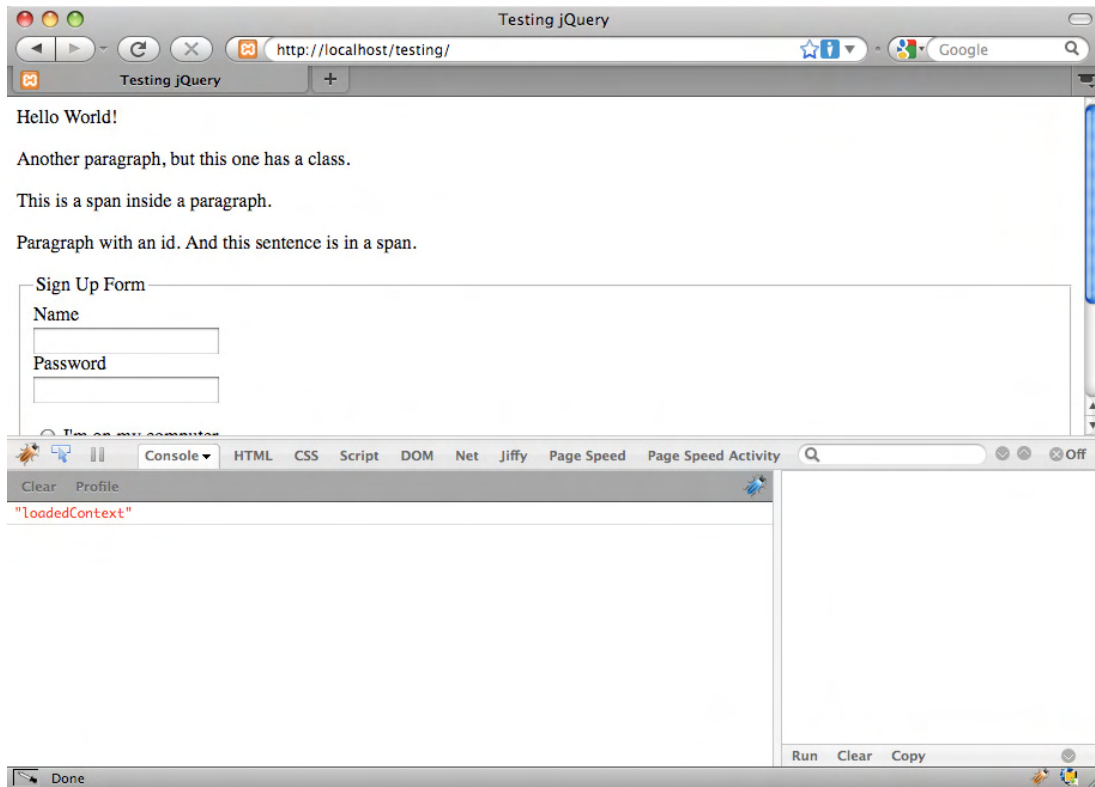 Testing jQuery
http://localhost/testing/
Google
Testing jQuery
+
Hello World!
Another paragraph, but this one has a class.
This is a span inside a paragraph.
Paragraph with an id. And this sentence is in a span.
Sign Up Form
Name
Password
I'm on my computer
Console HTML CSS Script DOM Net Jiffy Page Speed Page Speed Activity Off
Clear Profile
"loadedContext"
Run Clear Copy
Done